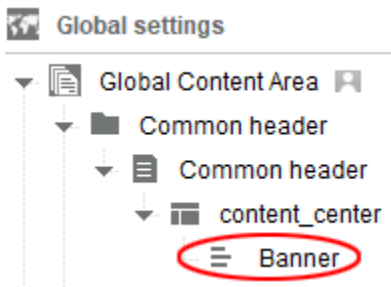 Global settings
Global Content Area
Common header
Common header
content_center
Banner